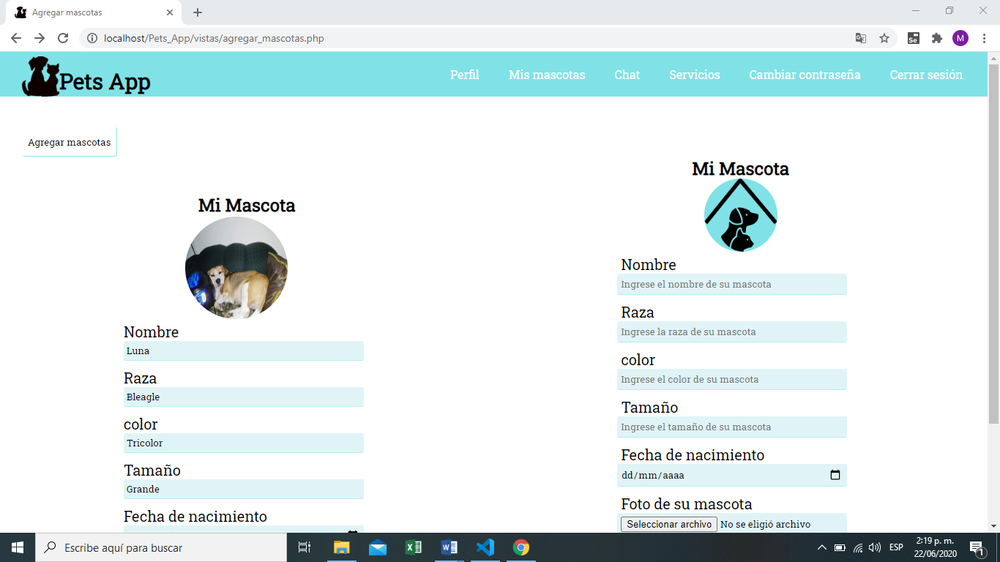 Agregar mascotas
localhost/Pets_App/vistas/agregar_mascotas.php
Se
M
Pets App
Perfil
Mis mascotas
Chat
Servicios
Cambiar contraseña
Cerrar sesión
Agregar mascotas
Mi Mascota
Nombre
Luna
Raza
Bleagle
color
Tricolor
Tamaño
Grande
Fecha de nacimiento
Mi Mascota
Nombre
Ingrese el nombre de su mascota
Raza
Ingrese la raza de su mascota
color
Ingrese el color de su mascota
Tamaño
Ingrese el tamaño de su mascota
Fecha de nacimiento
dd/mm/aaaa
Foto de su mascota
Seleccionar archivo No se eligió archivo
Escribe aquí para buscar
ESP
2:19 p. m.
22/06/2020
1